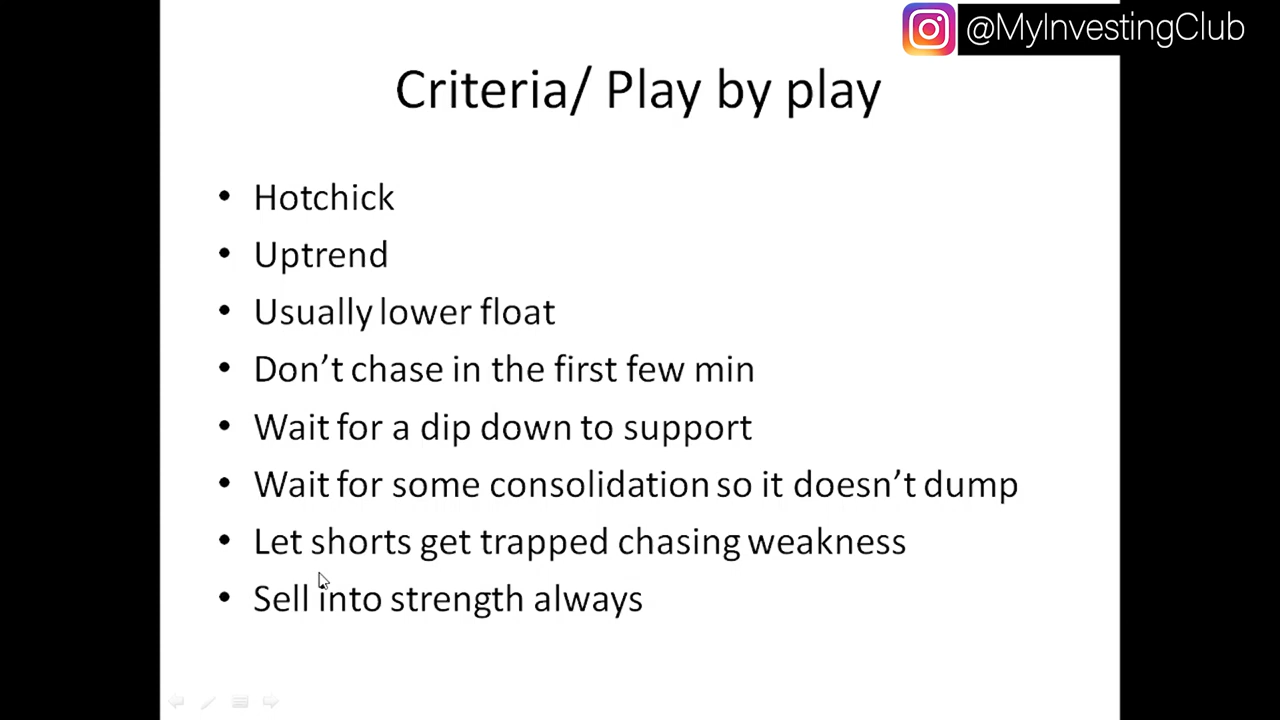 @MyInvestingClub
Criteria/ Play by play
• Hotchick
• Uptrend
• Usually lower float
• Don’t chase in the first few min
• Wait for a dip down to support
• Wait for some consolidation so it doesn’t dump
• Let shorts get trapped chasing weakness
• Sell into strength always